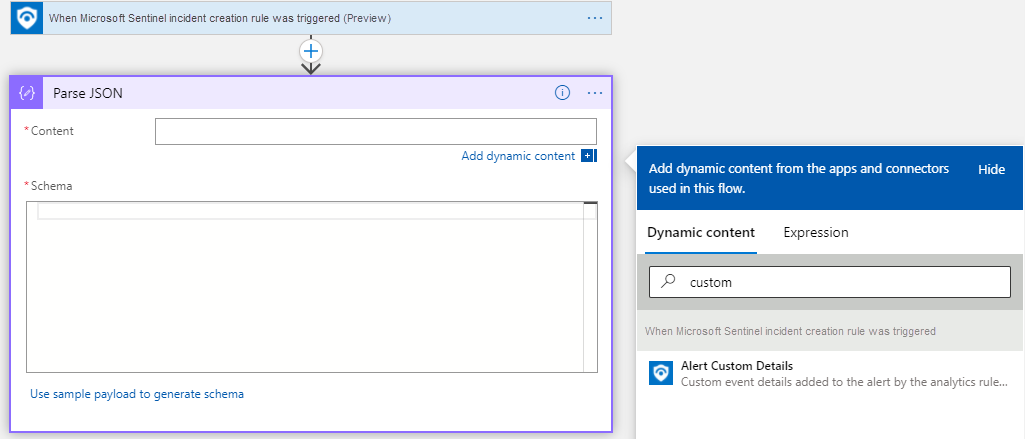 When Microsoft Sentinel incident creation rule was triggered (Preview)
Parse JSON
* Content
Add dynamic content
* Schema
Use sample payload to generate schema
Add dynamic content from the apps and connectors
used in this flow.
Hide
Dynamic content
Expression
custom
When Microsoft Sentinel incident creation rule was triggered
Alert Custom Details
Custom event details added to the alert by the analytics rule...